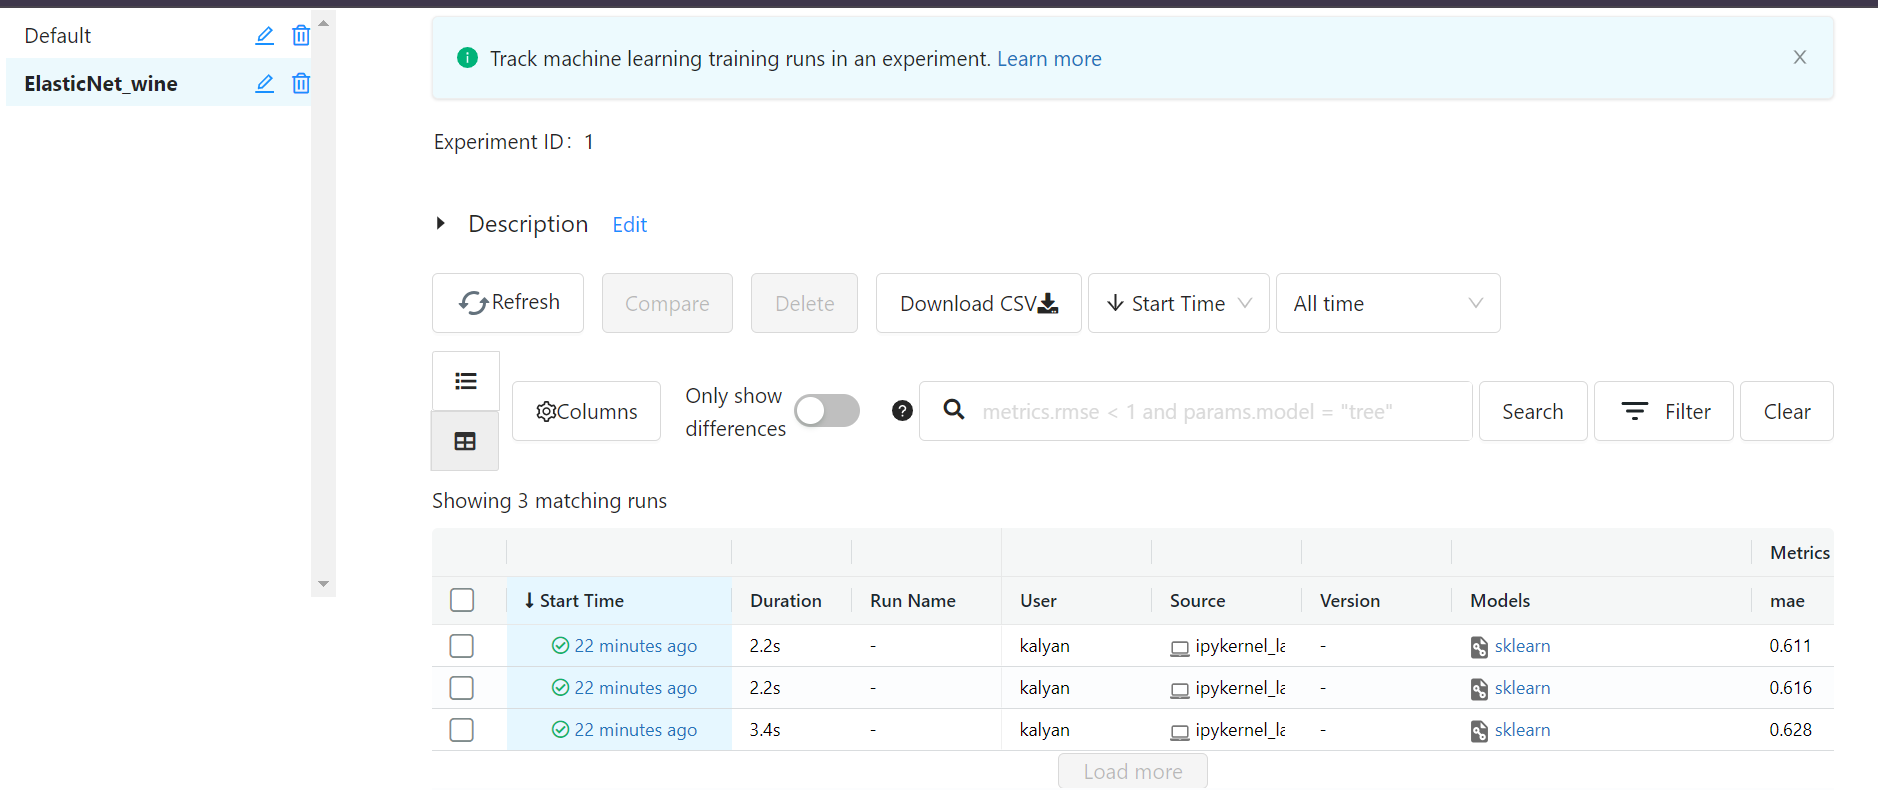 Default
ElasticNet_wine
Track machine learning training runs in an experiment. Learn more
Experiment ID: 1
Description Edit
Refresh Compare Delete Download CSV Start Time All time
Columns Only show differences metrics.rmse < 1 and params.model = "tree" Search Filter Clear
Showing 3 matching runs
Metrics
Start Time Duration Run Name User Source Version Models mae
22 minutes ago 2.2s - kalyan ipykernel_la - sklearn 0.611
22 minutes ago 2.2s - kalyan ipykernel_la - sklearn 0.616
22 minutes ago 3.4s - kalyan ipykernel_la - sklearn 0.628
Load more